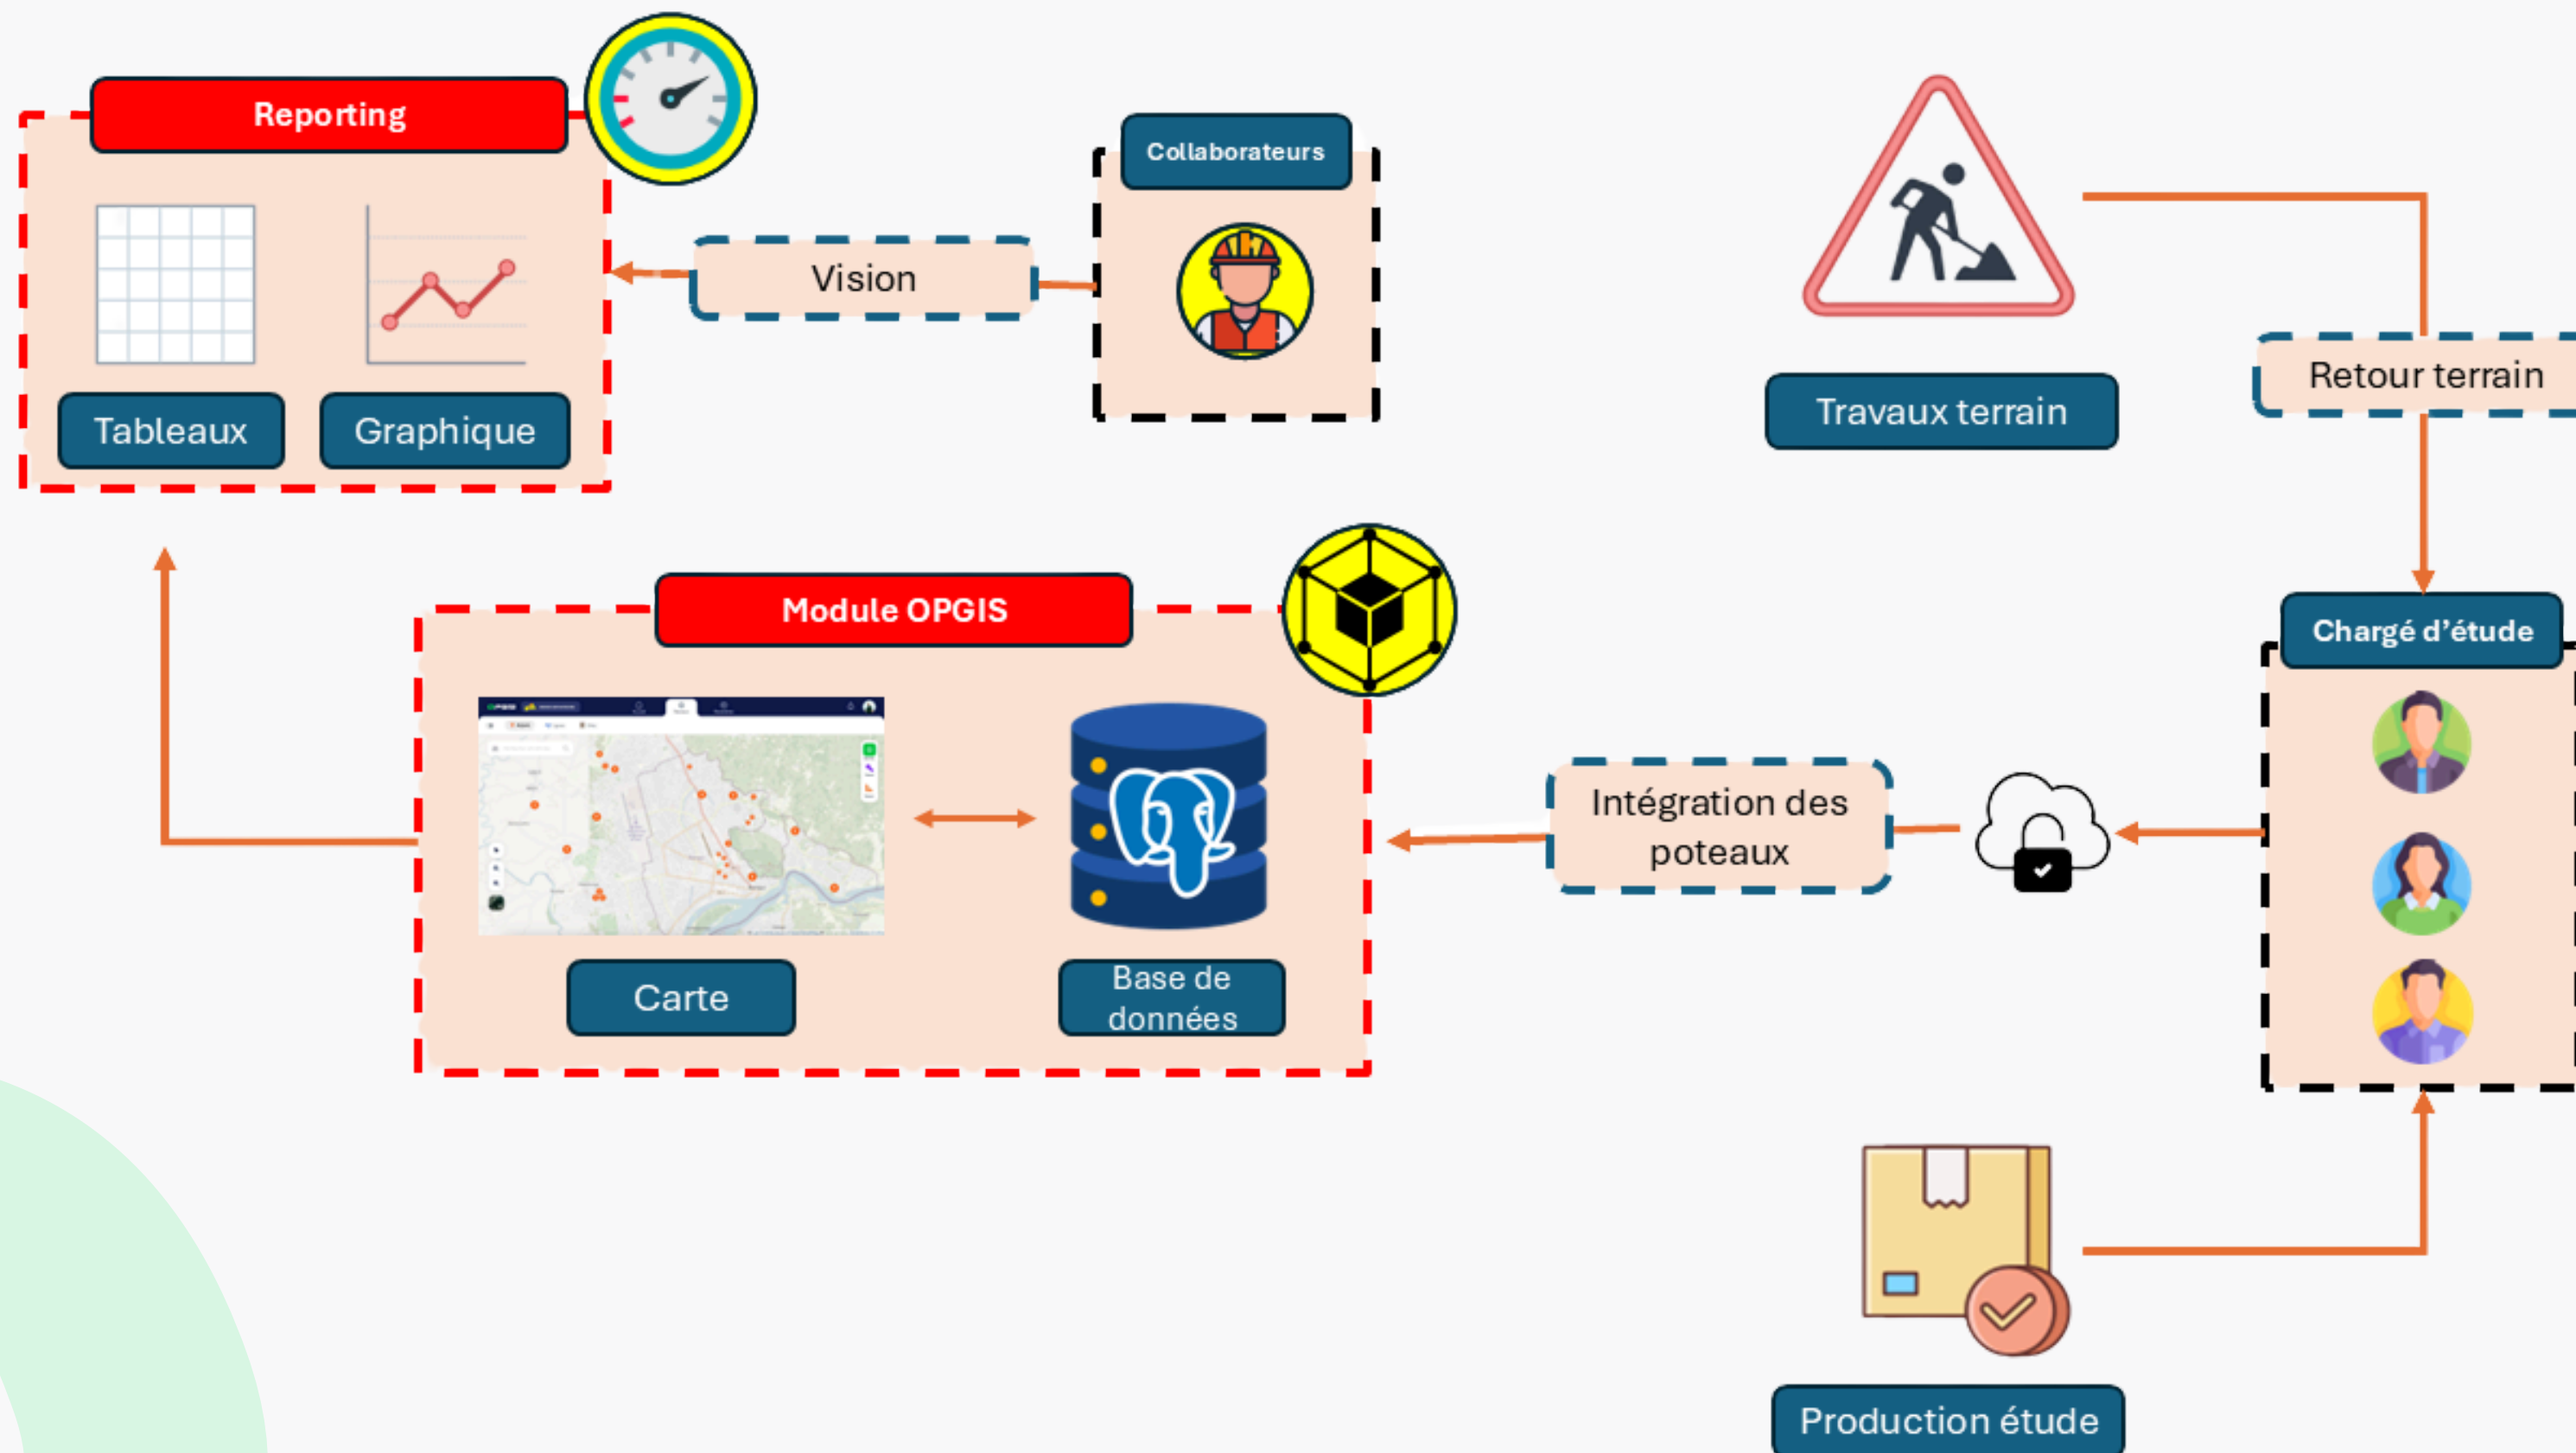 Reporting
Collaborateurs
Vision
Tableaux
Graphique
Travaux terrain
Retour terrain
Module OPGIS
Chargé d’étude
Intégration des
poteaux
Carte
Base de
données
Production étude